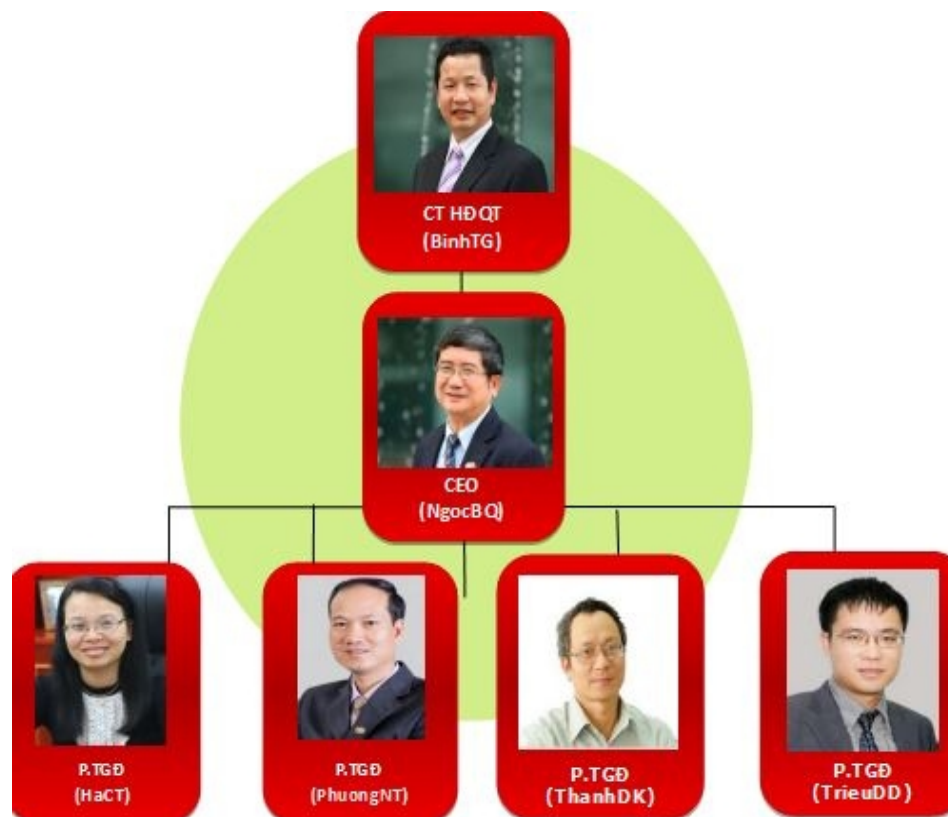 CT HĐQT
(BinhTG)
CEO
(NgocBQ)
P.TGĐ
(HaCT)
P.TGĐ
(PhuongNT)
P.TGĐ
(ThanhDK)
P.TGĐ
(TrieuDD)